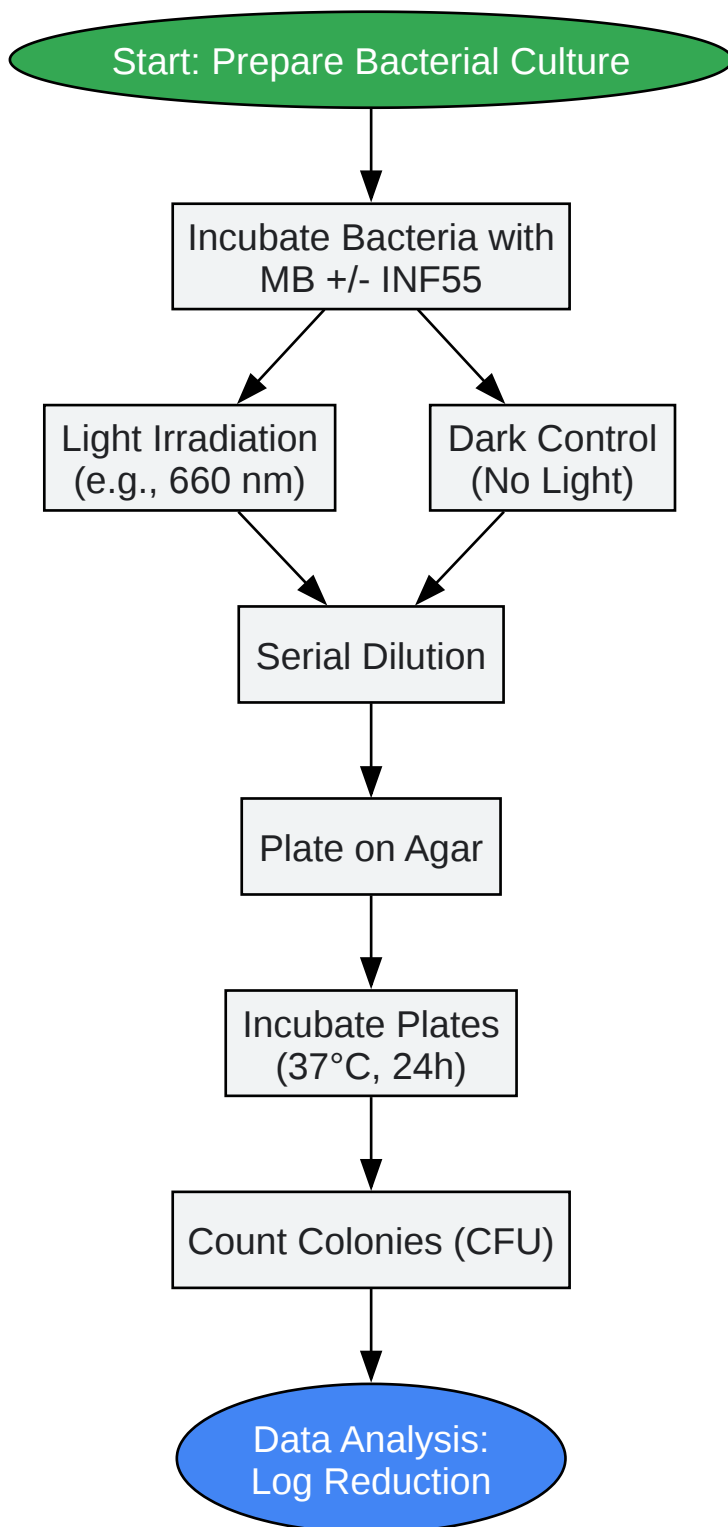 Start: Prepare Bacterial Culture
Incubate Bacteria with
MB +/- INF55
Light Irradiation
(e.g., 660 nm)
Dark Control
(No Light)
Serial Dilution
Plate on Agar
Incubate Plates
(37°C, 24h)
Count Colonies (CFU)
Data Analysis:
Log Reduction